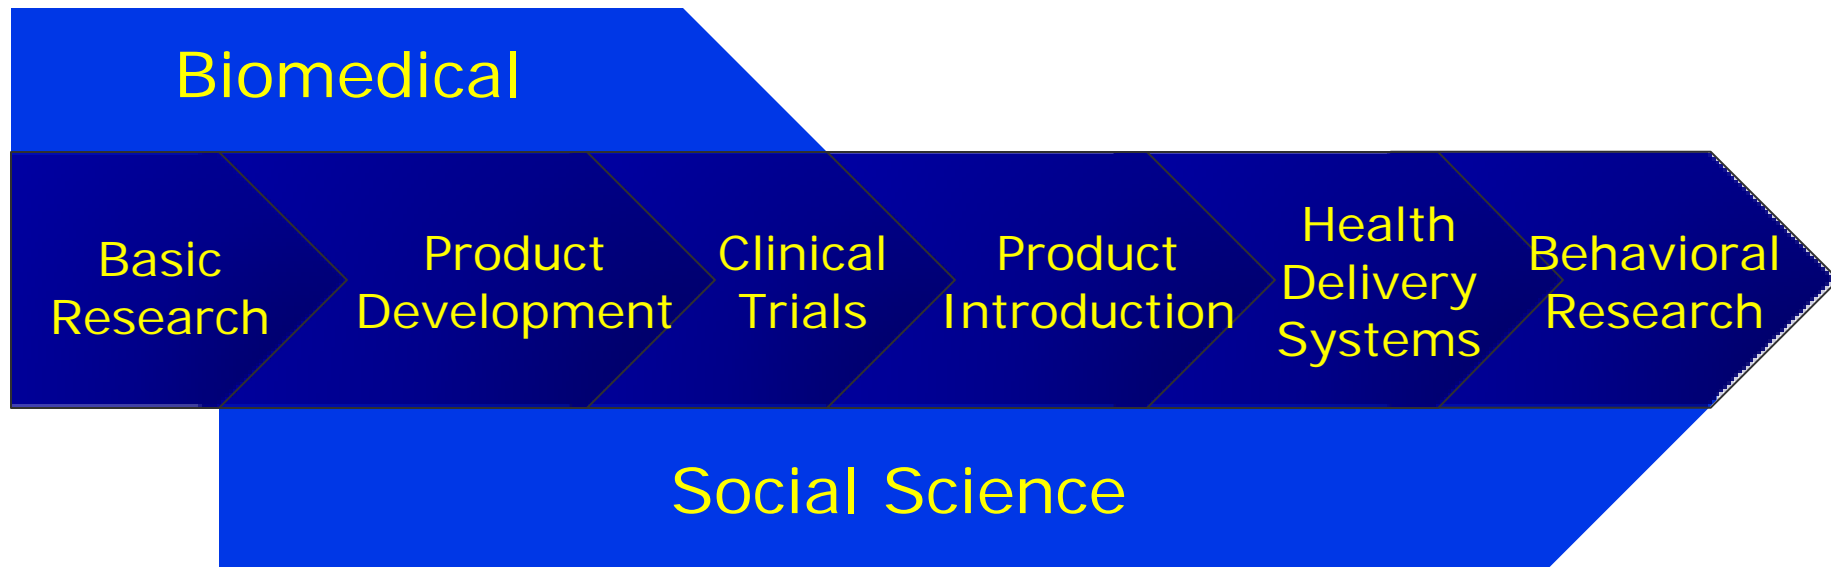 Biomedical
Basic
Research
Product
Development
Clinical
Trials
Product
Introduction
Health
Delivery
Systems
Behavioral
Research
Social Science